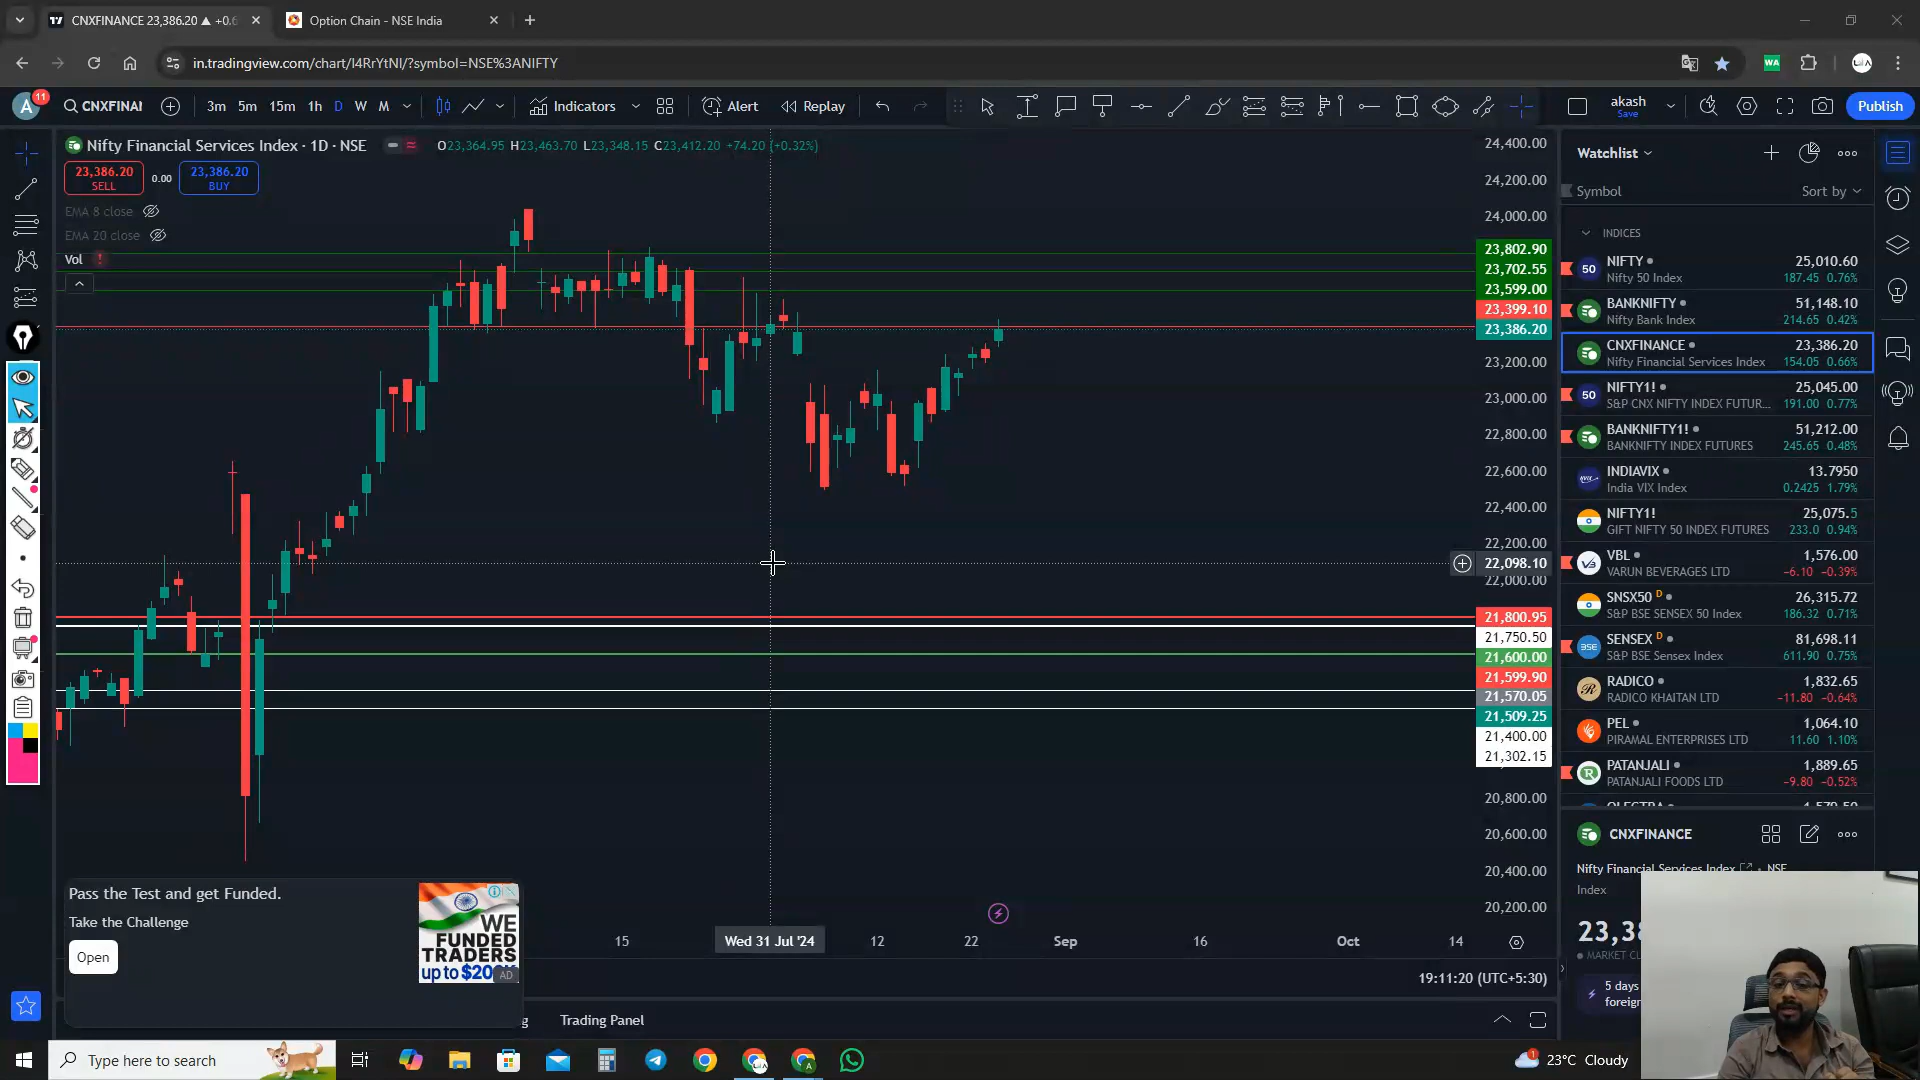 CNXFINANCE 23,386.20 ▲ +0.6
Option Chain - NSE India
in.tradingview.com/chart/I4RrYtNI/?symbol=NSE%3ANIFTY
WA
A
11
CNXFINAN
3m 5m 15m 1h D W M
Indicators
Alert
Replay
akash
Save
Publish
Nifty Financial Services Index · 1D · NSE
O23,364.95 H23,463.70 L23,348.15 C23,412.20 +74.20 (+0.32%)
23,386.20
SELL
0.00
23,386.20
BUY
EMA 8 close
EMA 20 close
Vol
24,400.00
24,200.00
24,000.00
23,802.90
23,702.55
23,599.00
23,399.10
23,386.20
23,200.00
23,000.00
22,800.00
22,600.00
22,400.00
22,200.00
22,098.10
22,000.00
21,800.95
21,750.50
21,600.00
21,599.90
21,570.05
21,509.25
21,400.00
21,302.15
20,800.00
20,600.00
20,400.00
20,200.00
15
Wed 31 Jul '24
12
22
Sep
16
Oct
14
19:11:20 (UTC+5:30)
Trading Panel
Pass the Test and get Funded.
Take the Challenge
Open
WE
FUNDED
TRADERS
up to $200K
AD
Watchlist
Symbol
Sort by
INDICES
NIFTY 25,010.60
Nifty 50 Index 187.45 0.76%
BANKNIFTY 51,148.10
Nifty Bank Index 214.65 0.42%
CNXFINANCE 23,386.20
Nifty Financial Services Index 154.05 0.66%
NIFTY1! 25,045.00
S&P CNX NIFTY INDEX FUTUR... 191.00 0.77%
BANKNIFTY1! 51,212.00
BANKNIFTY INDEX FUTURES 245.65 0.48%
INDIAVIX 13.7950
India VIX Index 0.2425 1.79%
NIFTY1! 25,075.5
GIFT NIFTY 50 INDEX FUTURES 233.0 0.94%
VBL 1,576.00
VARUN BEVERAGES LTD −6.10 −0.39%
SNSX50 D 26,315.72
S&P BSE SENSEX 50 Index 186.32 0.71%
SENSEX D 81,698.11
S&P BSE Sensex Index 611.90 0.75%
RADICO 1,832.65
RADICO KHAITAN LTD −11.80 −0.64%
PEL 1,064.10
PIRAMAL ENTERPRISES LTD 11.60 1.10%
PATANJALI 1,889.65
PATANJALI FOODS LTD −9.80 −0.52%
CNXFINANCE
Nifty Financial Services Index · NSE
Index
23,38
5 days
foreign
Type here to search
23°C Cloudy